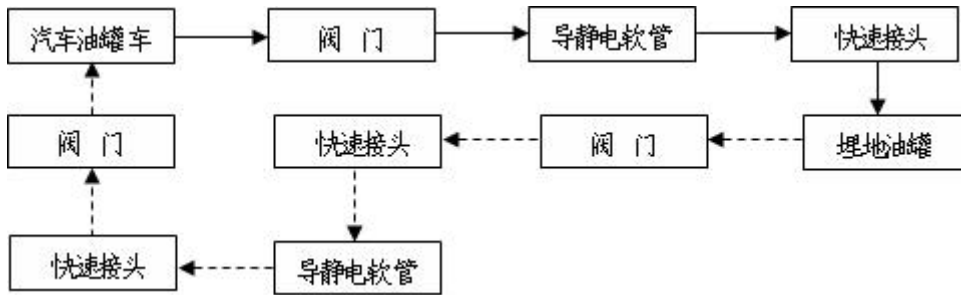 汽车油罐车
阀 门
导静电软管
快速接头
阀 门
快速接头
阀 门
埋地油罐
快速接头
导静电软管